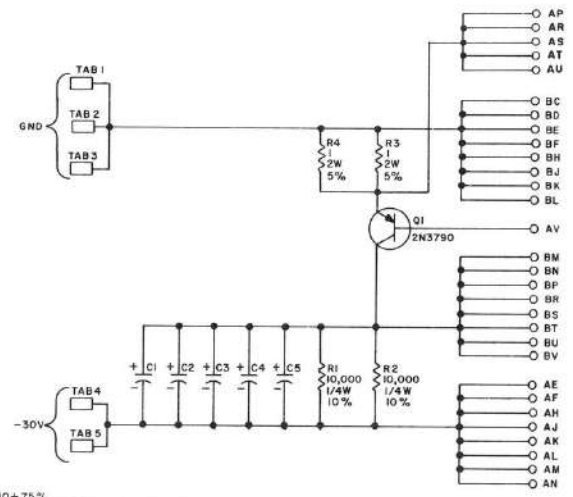 AP
AR
AS
AT
AU
TAB 1
TAB 2
TAB 3
GND
R4
1
2W
5%
R3
1
2W
5%
BC
BD
BE
BF
BH
BJ
BK
BL
Q1
2N3790
AV
BM
BN
BP
BR
BS
BT
BU
BV
+ C1
-
+ C2
-
+ C3
-
+ C4
-
+ C5
-
R1
10,000
1/4W
10%
R2
10,000
1/4W
10%
TAB 4
-30V
TAB 5
AE
AF
AH
AJ
AK
AL
AM
AN